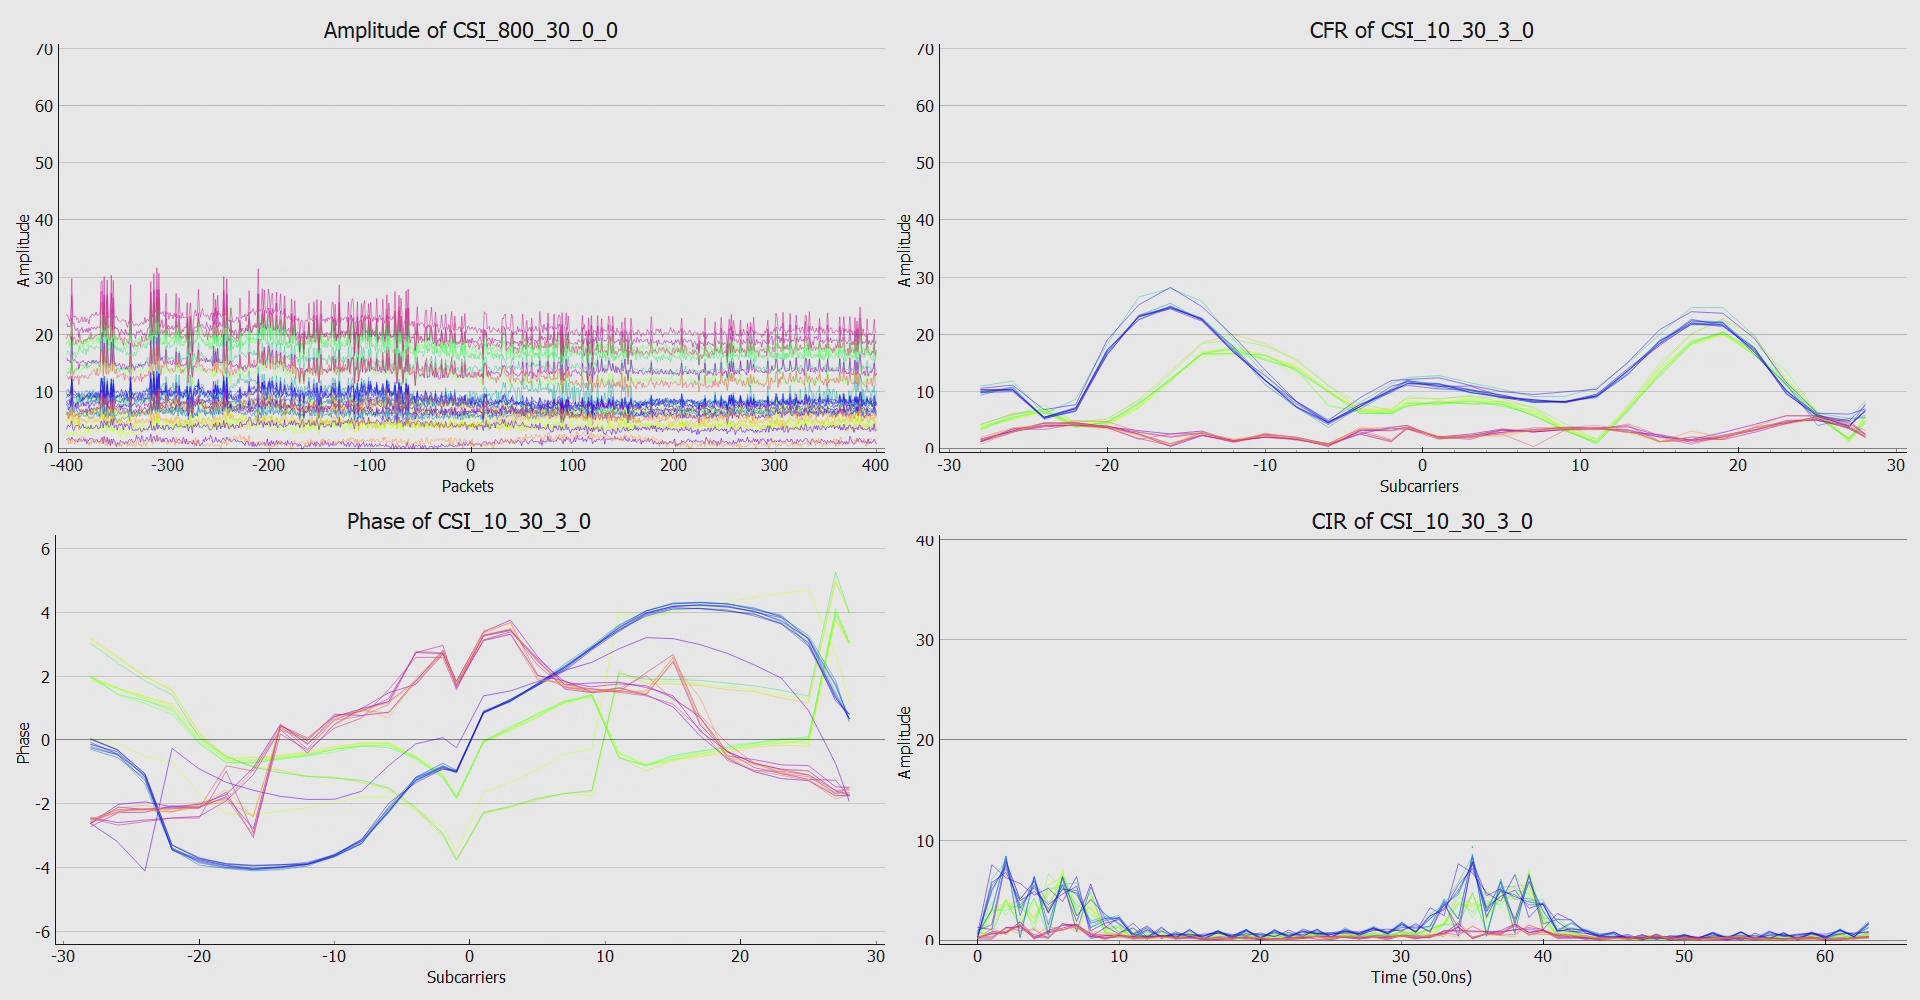 Amplitude of CSI_800_30_0_0
70
60
50
40
30
20
10
0
Amplitude
-400 -300 -200 -100 0 100 200 300 400
Packets
CFR of CSI_10_30_3_0
70
60
50
40
30
20
10
0
Amplitude
-30 -20 -10 0 10 20 30
Subcarriers
Phase of CSI_10_30_3_0
6
4
2
0
-2
-4
-6
Phase
-30 -20 -10 0 10 20 30
Subcarriers
CIR of CSI_10_30_3_0
40
30
20
10
0
Amplitude
0 10 20 30 40 50 60
Time (50.0ns)